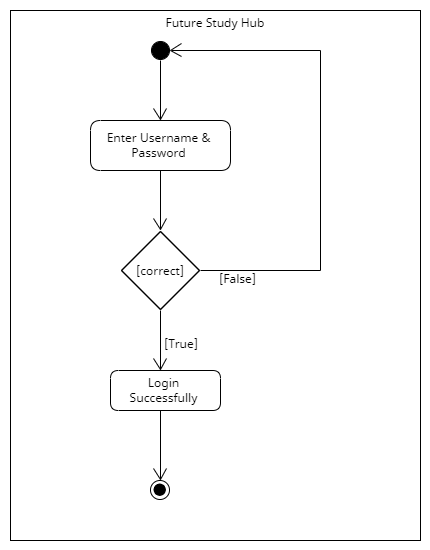 Future Study Hub
Enter Username &
Password
[correct]
[False]
[True]
Login
Successfully